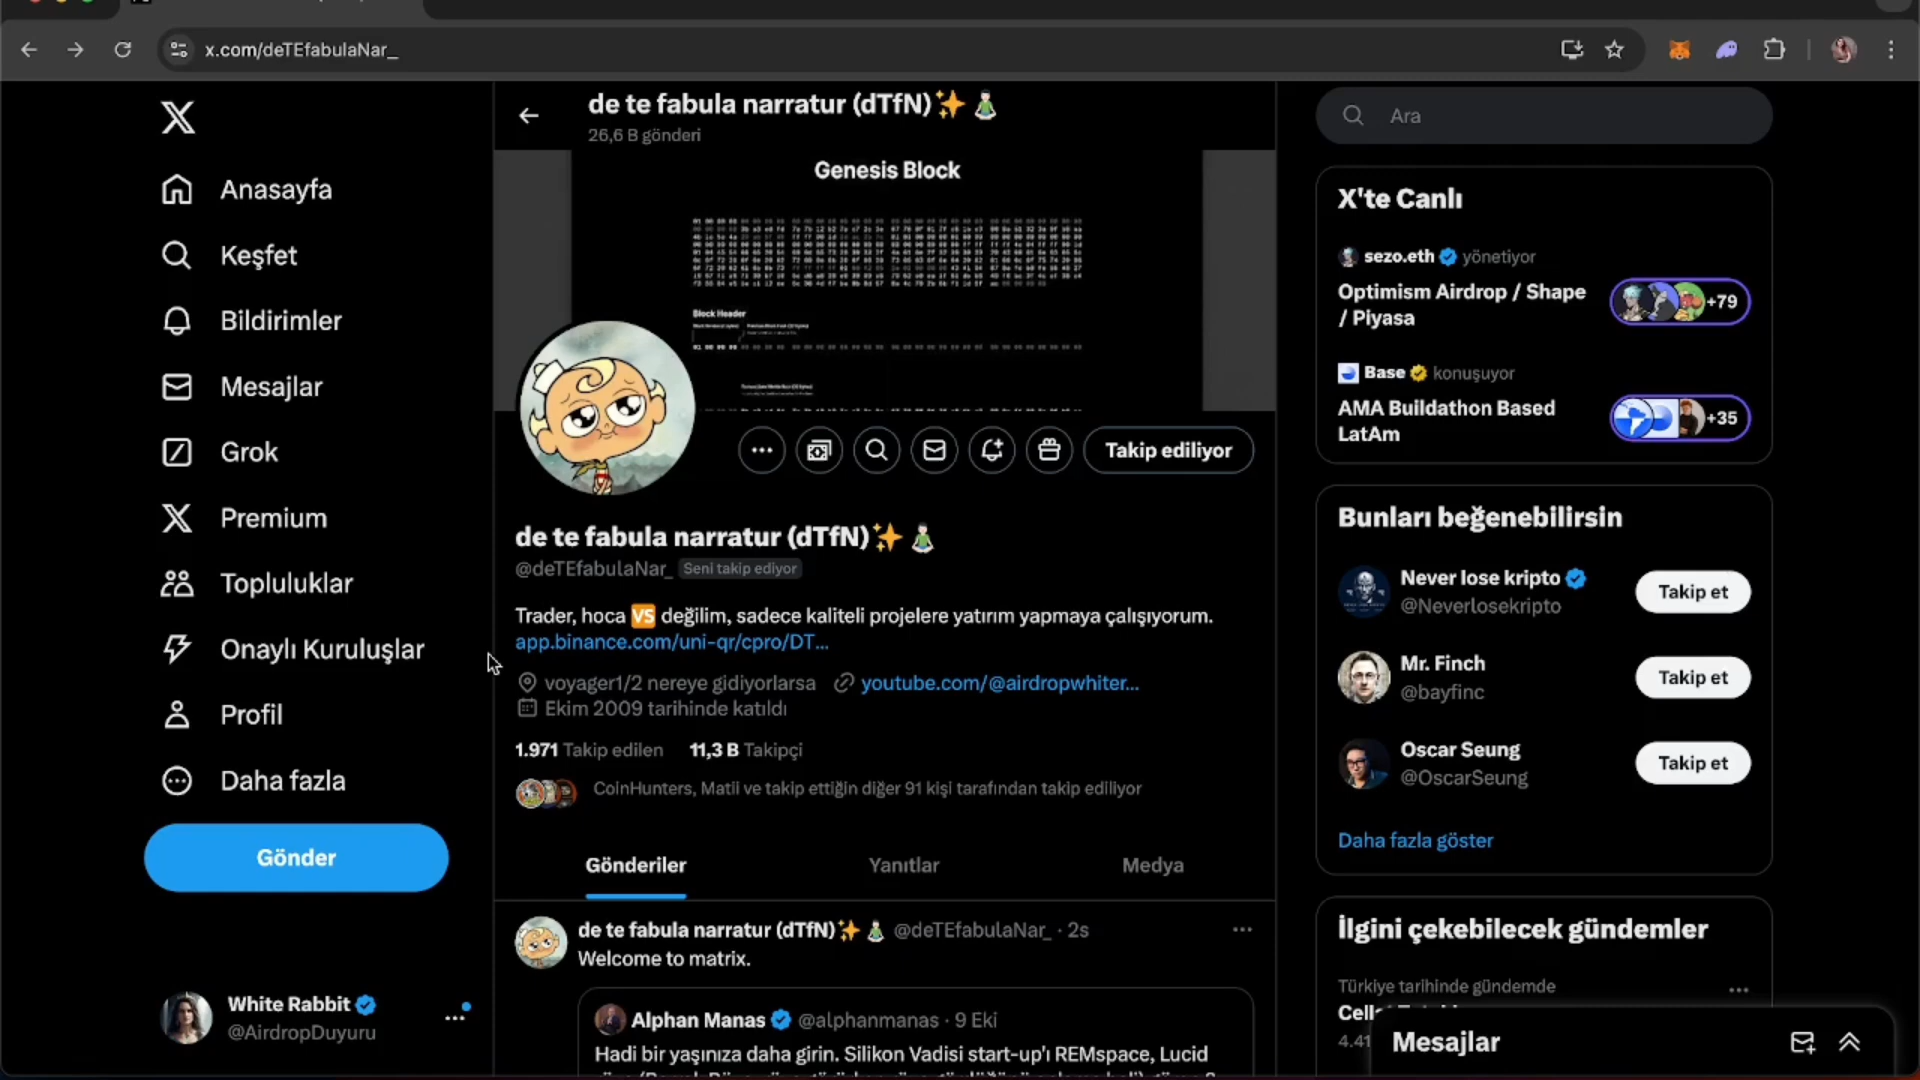 x.com/deTEfabulaNar_
Anasayfa
Keşfet
Bildirimler
Mesajlar
Grok
Premium
Topluluklar
Onaylı Kuruluşlar
Profil
Daha fazla
Gönder
White Rabbit
@AirdropDuyuru
de te fabula narratur (dTfN)✨🧘
26,6 B gönderi
Genesis Block
Block Header
Takip ediliyor
de te fabula narratur (dTfN)✨🧘
@deTEfabulaNar_ Seni takip ediyor
Trader, hoca 🆚 değilim, sadece kaliteli projelere yatırım yapmaya çalışıyorum.
app.binance.com/uni-qr/cpro/DT...
voyager1/2 nereye gidiyorlarsa youtube.com/@airdropwhiter...
Ekim 2009 tarihinde katıldı
1.971 Takip edilen 11,3 B Takipçi
CoinHunters, Matii ve takip ettiğin diğer 91 kişi tarafından takip ediliyor
Gönderiler Yanıtlar Medya
de te fabula narratur (dTfN)✨🧘 @deTEfabulaNar_ · 2s
Welcome to matrix.
Alphan Manas @alphanmanas · 9 Eki
Hadi bir yaşınıza daha girin. Silikon Vadisi start-up'ı REMspace, Lucid
Ara
X'te Canlı
sezo.eth yönetiyor
Optimism Airdrop / Shape
/ Piyasa
+79
Base konuşuyor
AMA Buildathon Based
LatAm
+35
Bunları beğenebilirsin
Never lose kripto
@Neverlosekripto
Takip et
Mr. Finch
@bayfinc
Takip et
Oscar Seung
@OscarSeung
Takip et
Daha fazla göster
İlgini çekebilecek gündemler
Türkiye tarihinde gündemde
4.41
Mesajlar